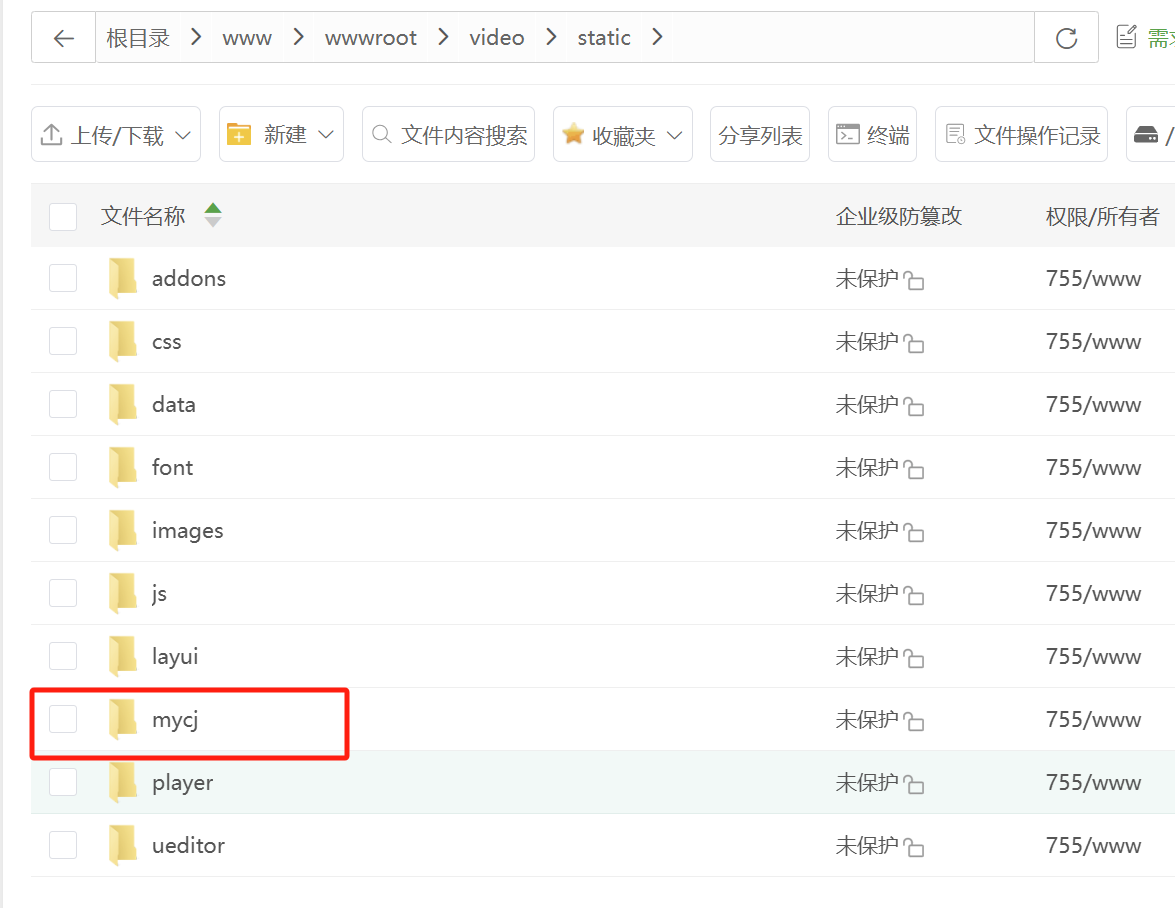 根目录 www wwwroot video static 需求
上传/下载 新建 文件内容搜索 收藏夹 分享列表 终端 文件操作记录 /
文件名称 企业级防篡改 权限/所有者
addons 未保护 755/www
css 未保护 755/www
data 未保护 755/www
font 未保护 755/www
images 未保护 755/www
js 未保护 755/www
layui 未保护 755/www
mycj 未保护 755/www
player 未保护 755/www
ueditor 未保护 755/www